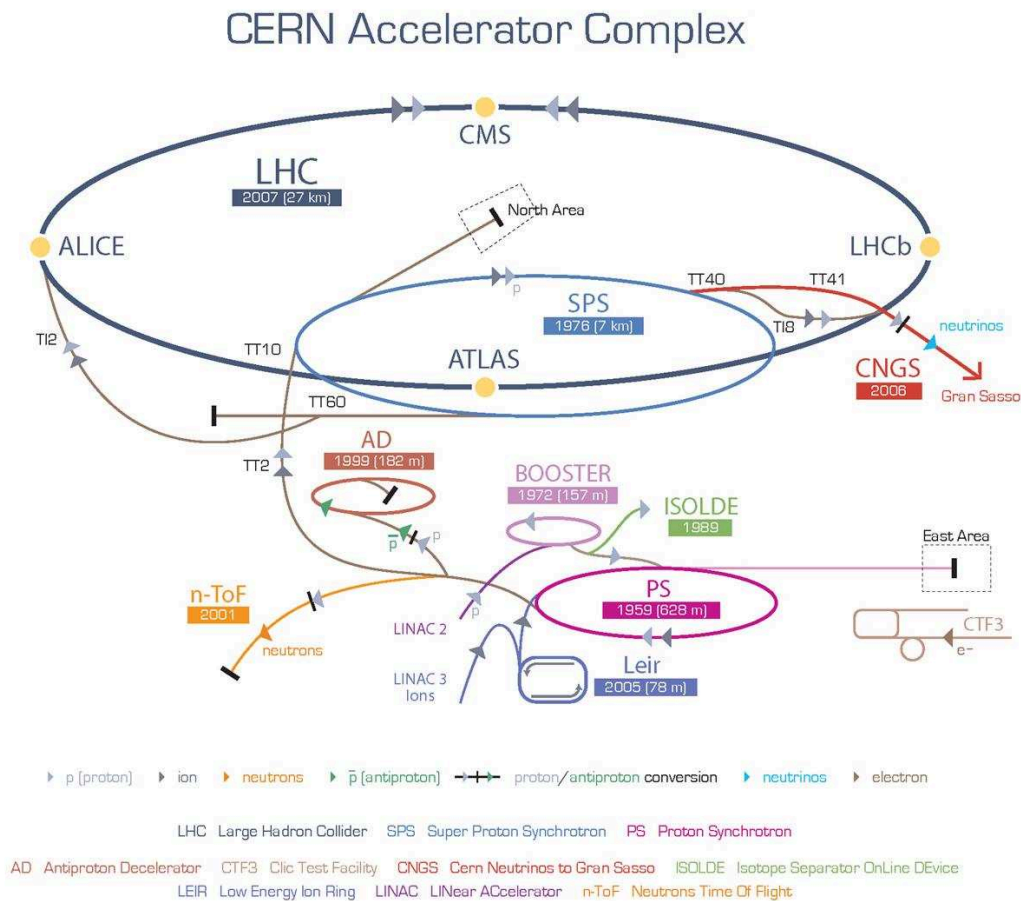 CERN Accelerator Complex
CMS
LHC
2007 (27 km)
North Area
ALICE
LHCb
TT40
TT41
p
SPS
1976 (7 km)
TI8
neutrinos
TI2
TT10
ATLAS
CNGS
2006
Gran Sasso
TT60
AD
1999 (182 m)
TT2
BOOSTER
1972 (157 m)
ISOLDE
1989
p̅
p
East Area
n-ToF
2001
PS
1959 (628 m)
p
LINAC 2
neutrons
CTF3
e-
LINAC 3
Ions
Leir
2005 (78 m)
p (proton)
ion
neutrons
p̅ (antiproton)
proton/antiproton conversion
neutrinos
electron
LHC Large Hadron Collider SPS Super Proton Synchrotron PS Proton Synchrotron
AD Antiproton Decelerator CTF3 Clic Test Facility CNGS Cern Neutrinos to Gran Sasso ISOLDE Isotope Separator OnLine DEvice
LEIR Low Energy Ion Ring LINAC LINear ACcelerator n-ToF Neutrons Time Of Flight